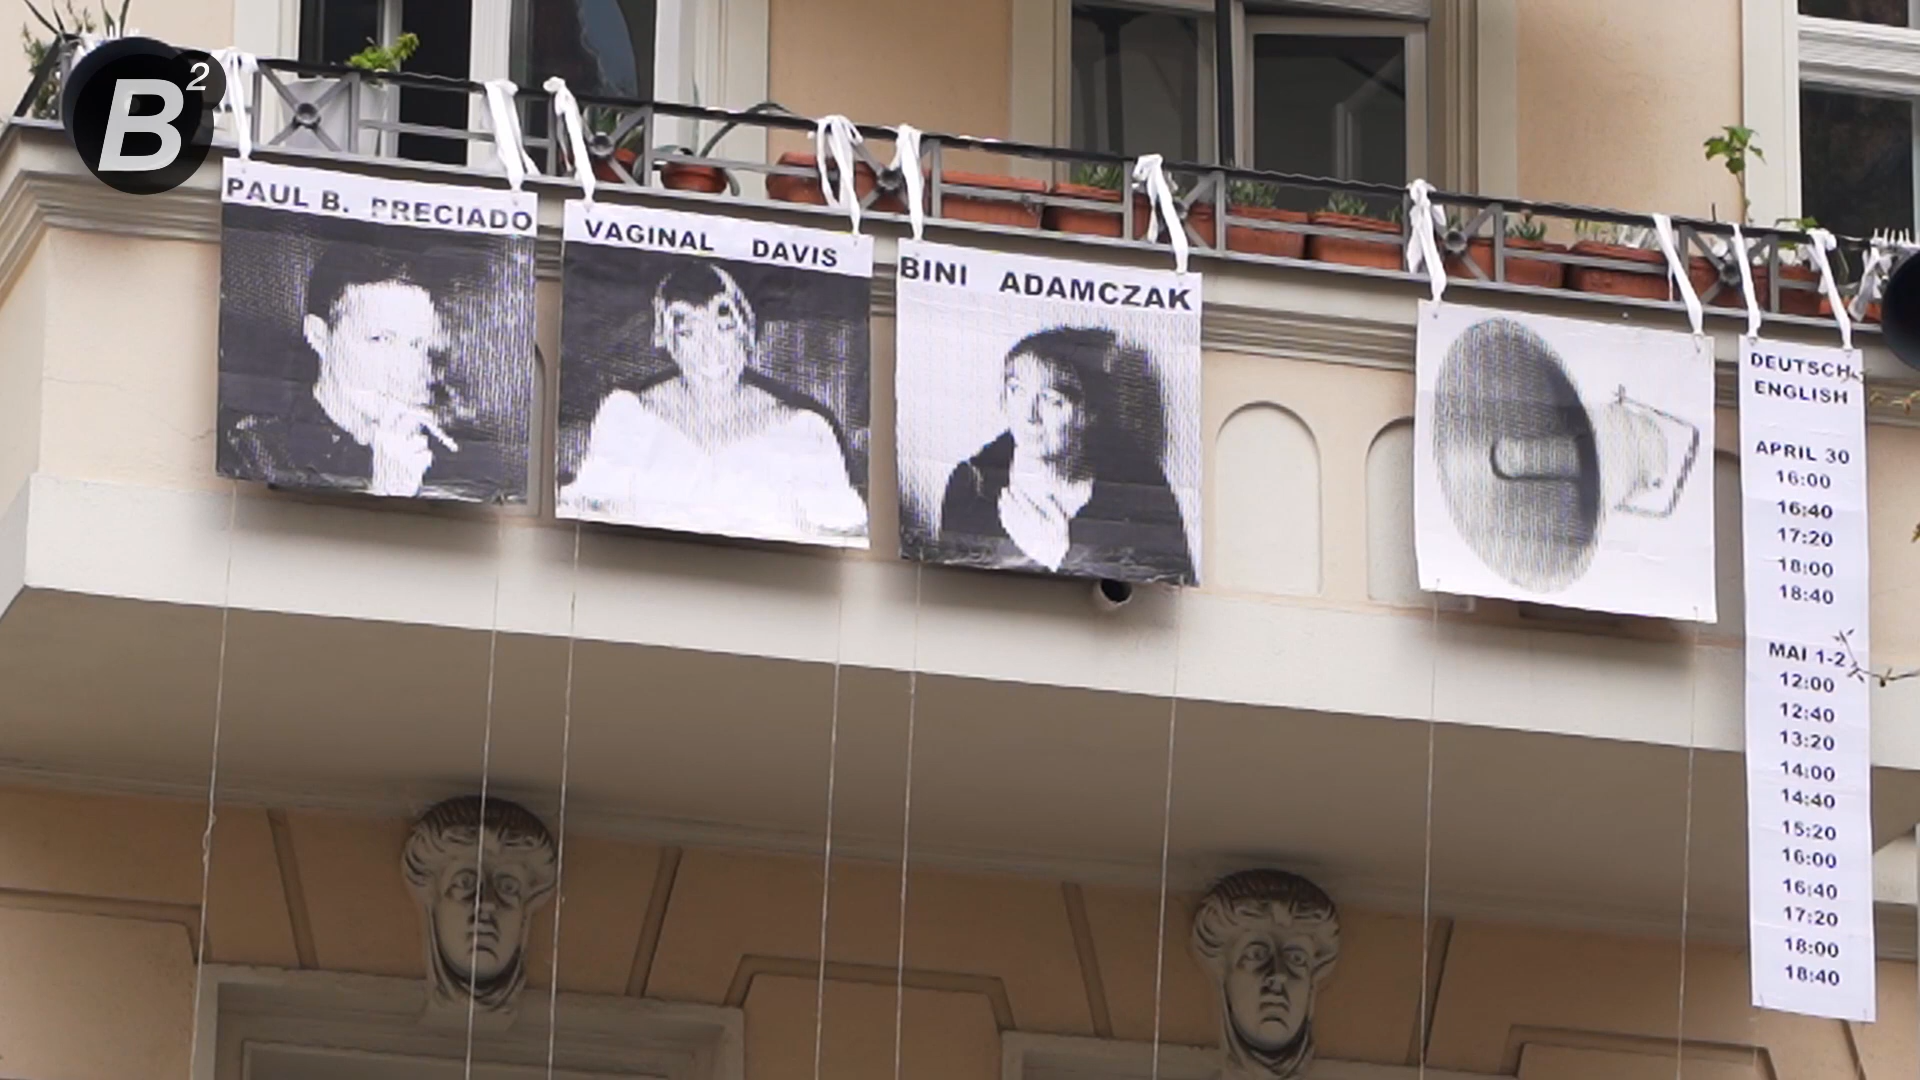 B²
PAUL B. PRECIADO
VAGINAL DAVIS
BINI ADAMCZAK
DEUTSCH
ENGLISH
APRIL 30
16:00
16:40
17:20
18:00
18:40
MAI 1-2
12:00
12:40
13:20
14:00
14:40
15:20
16:00
16:40
17:20
18:00
18:40